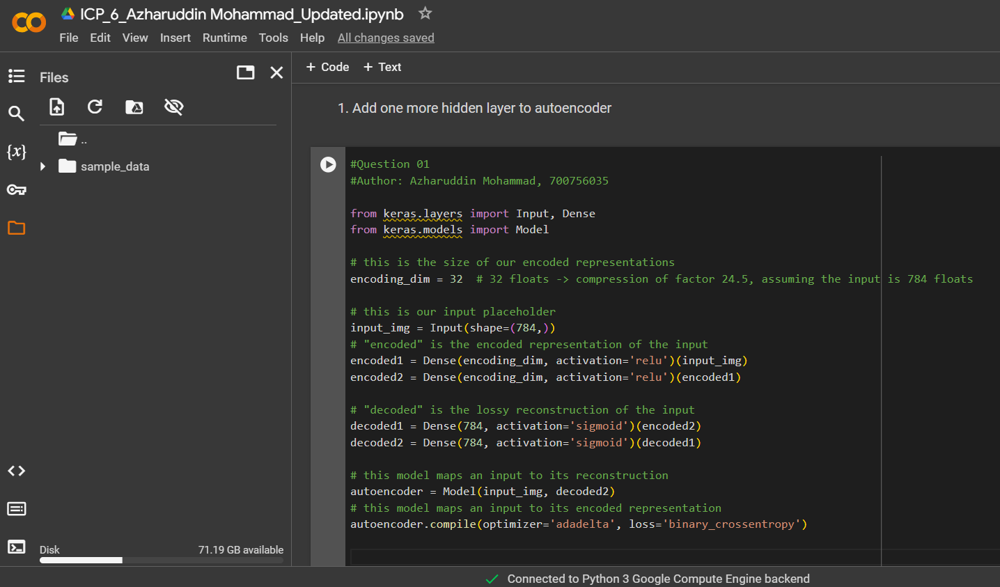 ICP_6_Azharuddin Mohammad_Updated.ipynb
File Edit View Insert Runtime Tools Help All changes saved
Files
+ Code + Text
..
sample_data
{x}
1. Add one more hidden layer to autoencoder
#Question 01
#Author: Azharuddin Mohammad, 700756035
from keras.layers import Input, Dense
from keras.models import Model
# this is the size of our encoded representations
encoding_dim = 32  # 32 floats -> compression of factor 24.5, assuming the input is 784 floats
# this is our input placeholder
input_img = Input(shape=(784,))
# "encoded" is the encoded representation of the input
encoded1 = Dense(encoding_dim, activation='relu')(input_img)
encoded2 = Dense(encoding_dim, activation='relu')(encoded1)
# "decoded" is the lossy reconstruction of the input
decoded1 = Dense(784, activation='sigmoid')(encoded2)
decoded2 = Dense(784, activation='sigmoid')(decoded1)
# this model maps an input to its reconstruction
autoencoder = Model(input_img, decoded2)
# this model maps an input to its encoded representation
autoencoder.compile(optimizer='adadelta', loss='binary_crossentropy')
Disk 71.19 GB available
Connected to Python 3 Google Compute Engine backend